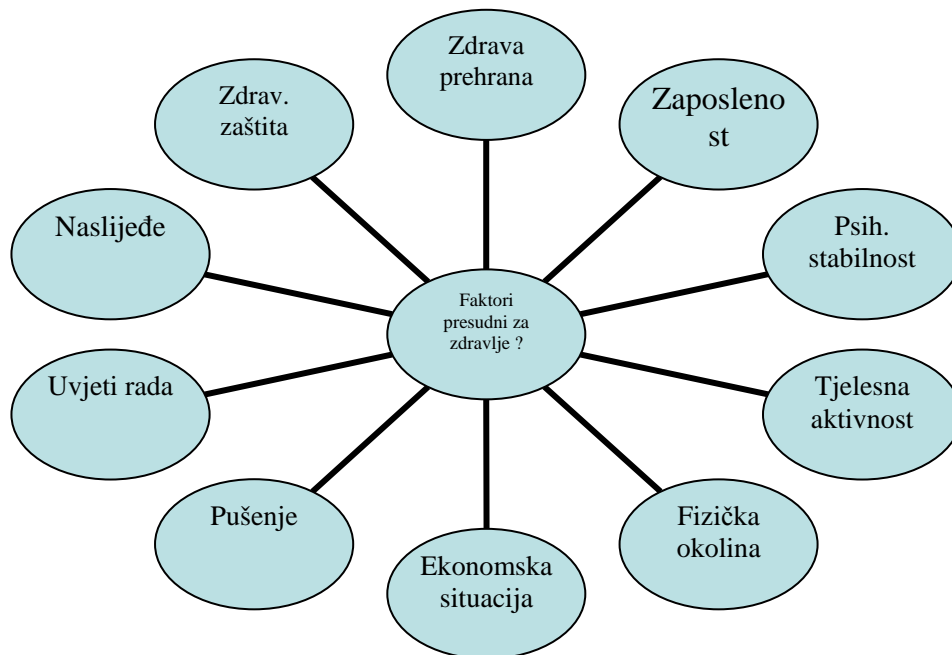 Zdrava
prehrana
Zaposleno
st
Psih.
stabilnost
Tjelesna
aktivnost
Fizička
okolina
Ekonomska
situacija
Pušenje
Uvjeti rada
Naslijeđe
Zdrav.
zaštita
Faktori
presudni za
zdravlje ?